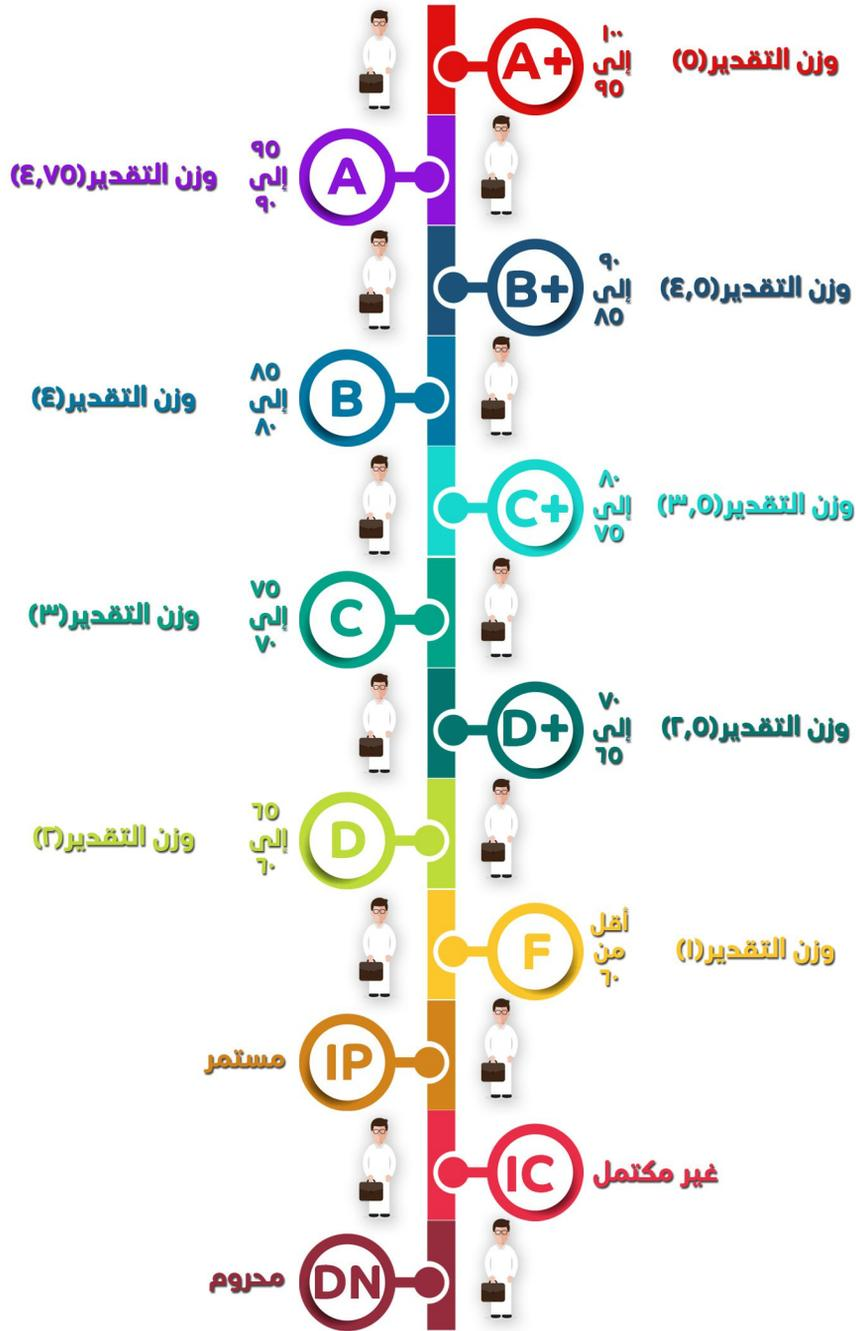 A+
١٠٠
إلى
٩٥
وزن التقدير(٥)
A
٩٥
إلى
٩٠
وزن التقدير(٤,٧٥)
B+
٩٠
إلى
٨٥
وزن التقدير(٤,٥)
B
٨٥
إلى
٨٠
وزن التقدير(٤)
C+
٨٠
إلى
٧٥
وزن التقدير(٣,٥)
C
٧٥
إلى
٧٠
وزن التقدير(٣)
D+
٧٠
إلى
٦٥
وزن التقدير(٢,٥)
D
٦٥
إلى
٦٠
وزن التقدير(٢)
F
أقل
من
٦٠
وزن التقدير(١)
IP
مستمر
IC
غير مكتمل
DN
محروم